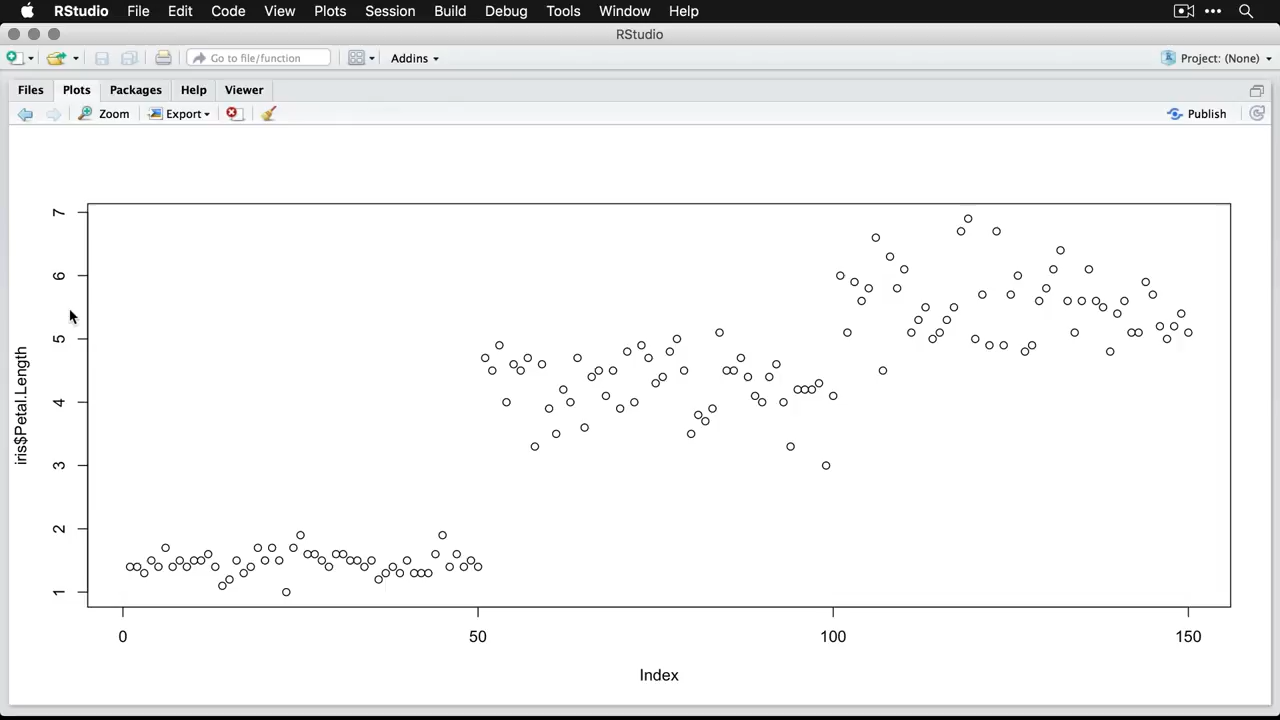 RStudio File Edit Code View Plots Session Build Debug Tools Window Help
RStudio
Go to file/function Addins Project: (None)
Files Plots Packages Help Viewer
Zoom Export Publish
7
6
5
4
3
2
1
iris$Petal.Length
0 50 100 150
Index